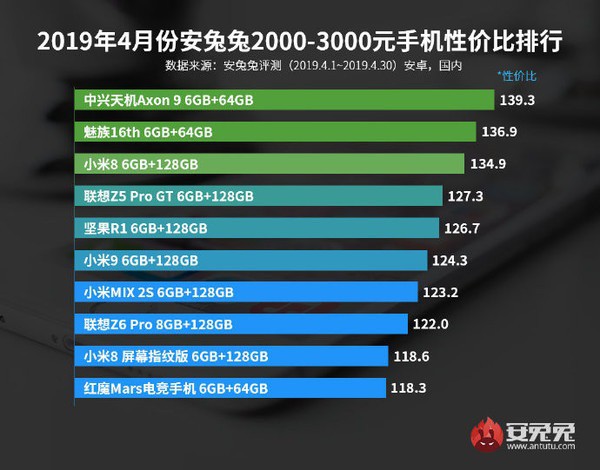 2019年4月份安兔兔2000-3000元手机性价比排行
数据来源：安兔兔评测（2019.4.1~2019.4.30）安卓，国内
*性价比
中兴天机Axon 9 6GB+64GB 139.3
魅族16th 6GB+64GB 136.9
小米8 6GB+128GB 134.9
联想Z5 Pro GT 6GB+128GB 127.3
坚果R1 6GB+128GB 126.7
小米9 6GB+128GB 124.3
小米MIX 2S 6GB+128GB 123.2
联想Z6 Pro 8GB+128GB 122.0
小米8 屏幕指纹版 6GB+128GB 118.6
红魔Mars电竞手机 6GB+64GB 118.3
安兔兔
www.antutu.com